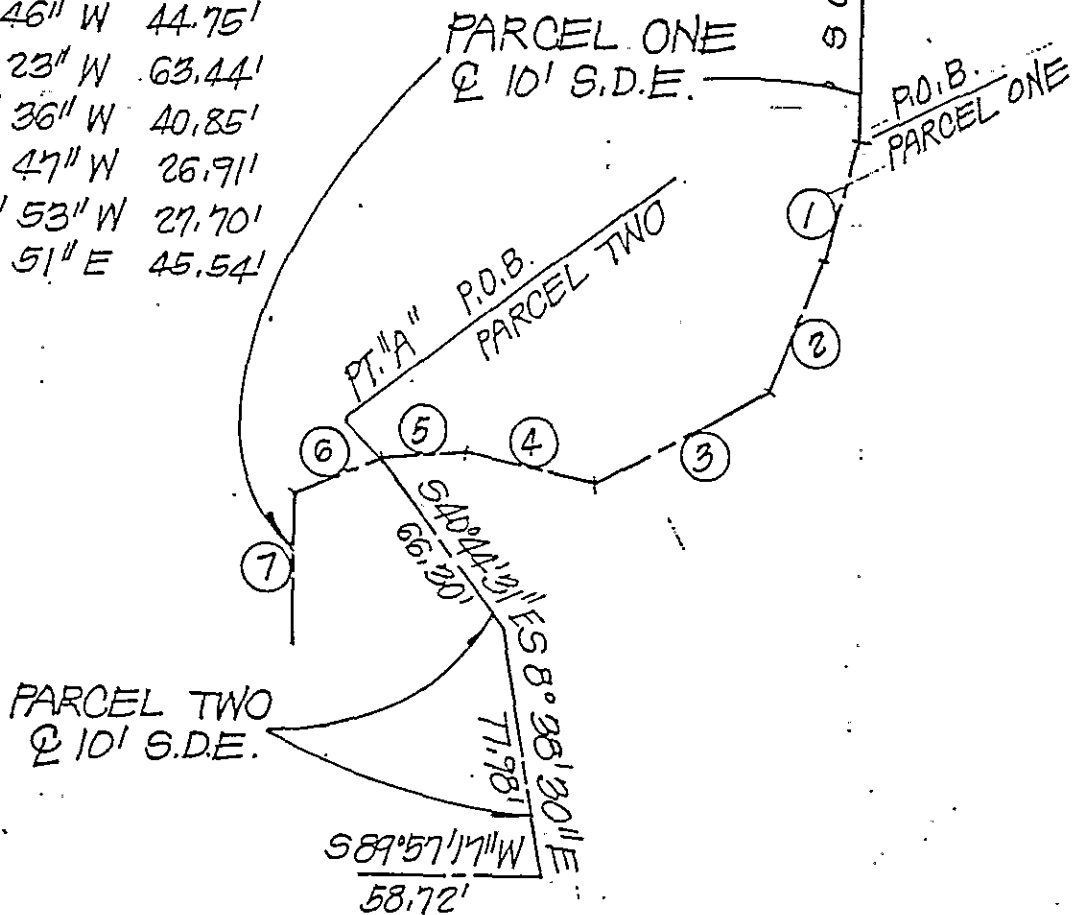 46" W 44.75'
23" W 63.44'
36" W 40.85'
47" W 26.91'
' 53" W 27.70'
51" E 45.54'
PARCEL ONE
℄ 10' S.D.E.
S
P.O.B.
PARCEL ONE
1
2
3
4
5
6
7
PT. "A" P.O.B.
PARCEL TWO
S40°44'31"E
66.30'
S8°38'30"E
77.98'
PARCEL TWO
℄ 10' S.D.E.
S89°57'17"W
58.72'